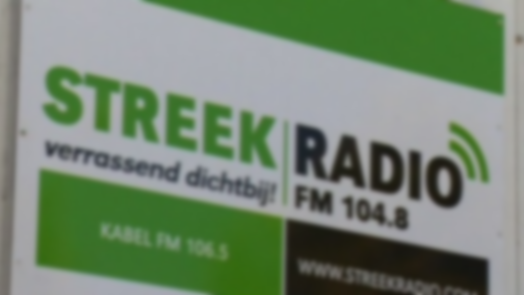 STREEK RADIO
verrassend dichtbij! FM 104.8
KABEL FM 106.5
WWW.STREEKRADIO.COM